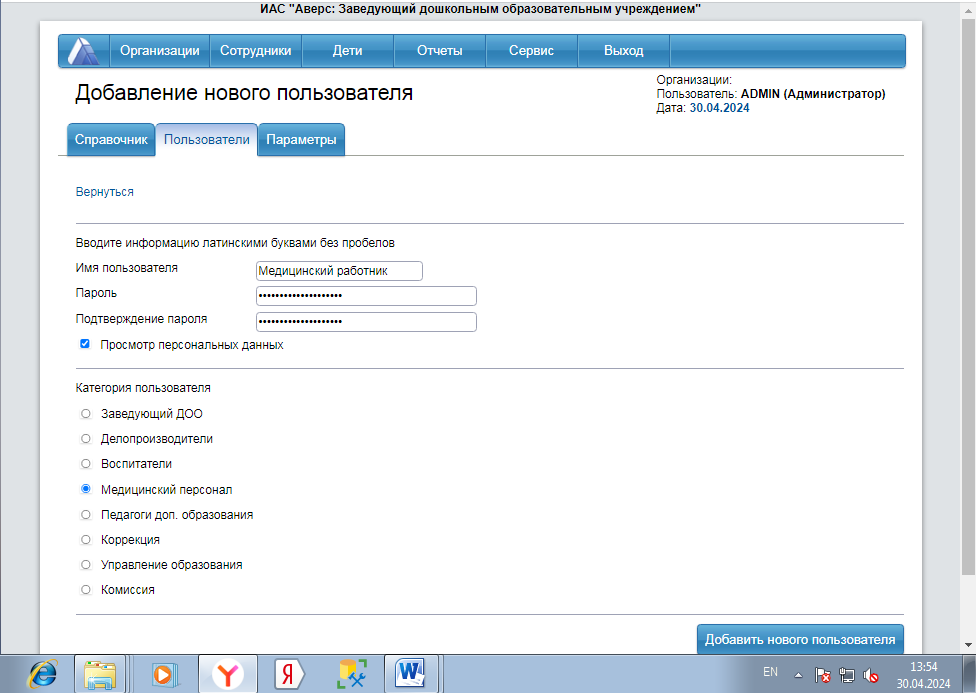 ИАС "Аверс: Заведующий дошкольным образовательным учреждением"
Организации Сотрудники Дети Отчеты Сервис Выход
Добавление нового пользователя
Организации:
Пользователь: ADMIN (Администратор)
Дата: 30.04.2024
Справочник Пользователи Параметры
Вернуться
Вводите информацию латинскими буквами без пробелов
Имя пользователя Медицинский работник
Пароль ••••••••••••••••••••
Подтверждение пароля ••••••••••••••••••••
Просмотр персональных данных
Категория пользователя
Заведующий ДОО
Делопроизводители
Воспитатели
Медицинский персонал
Педагоги доп. образования
Коррекция
Управление образования
Комиссия
Добавить нового пользователя
EN
13:54
30.04.2024